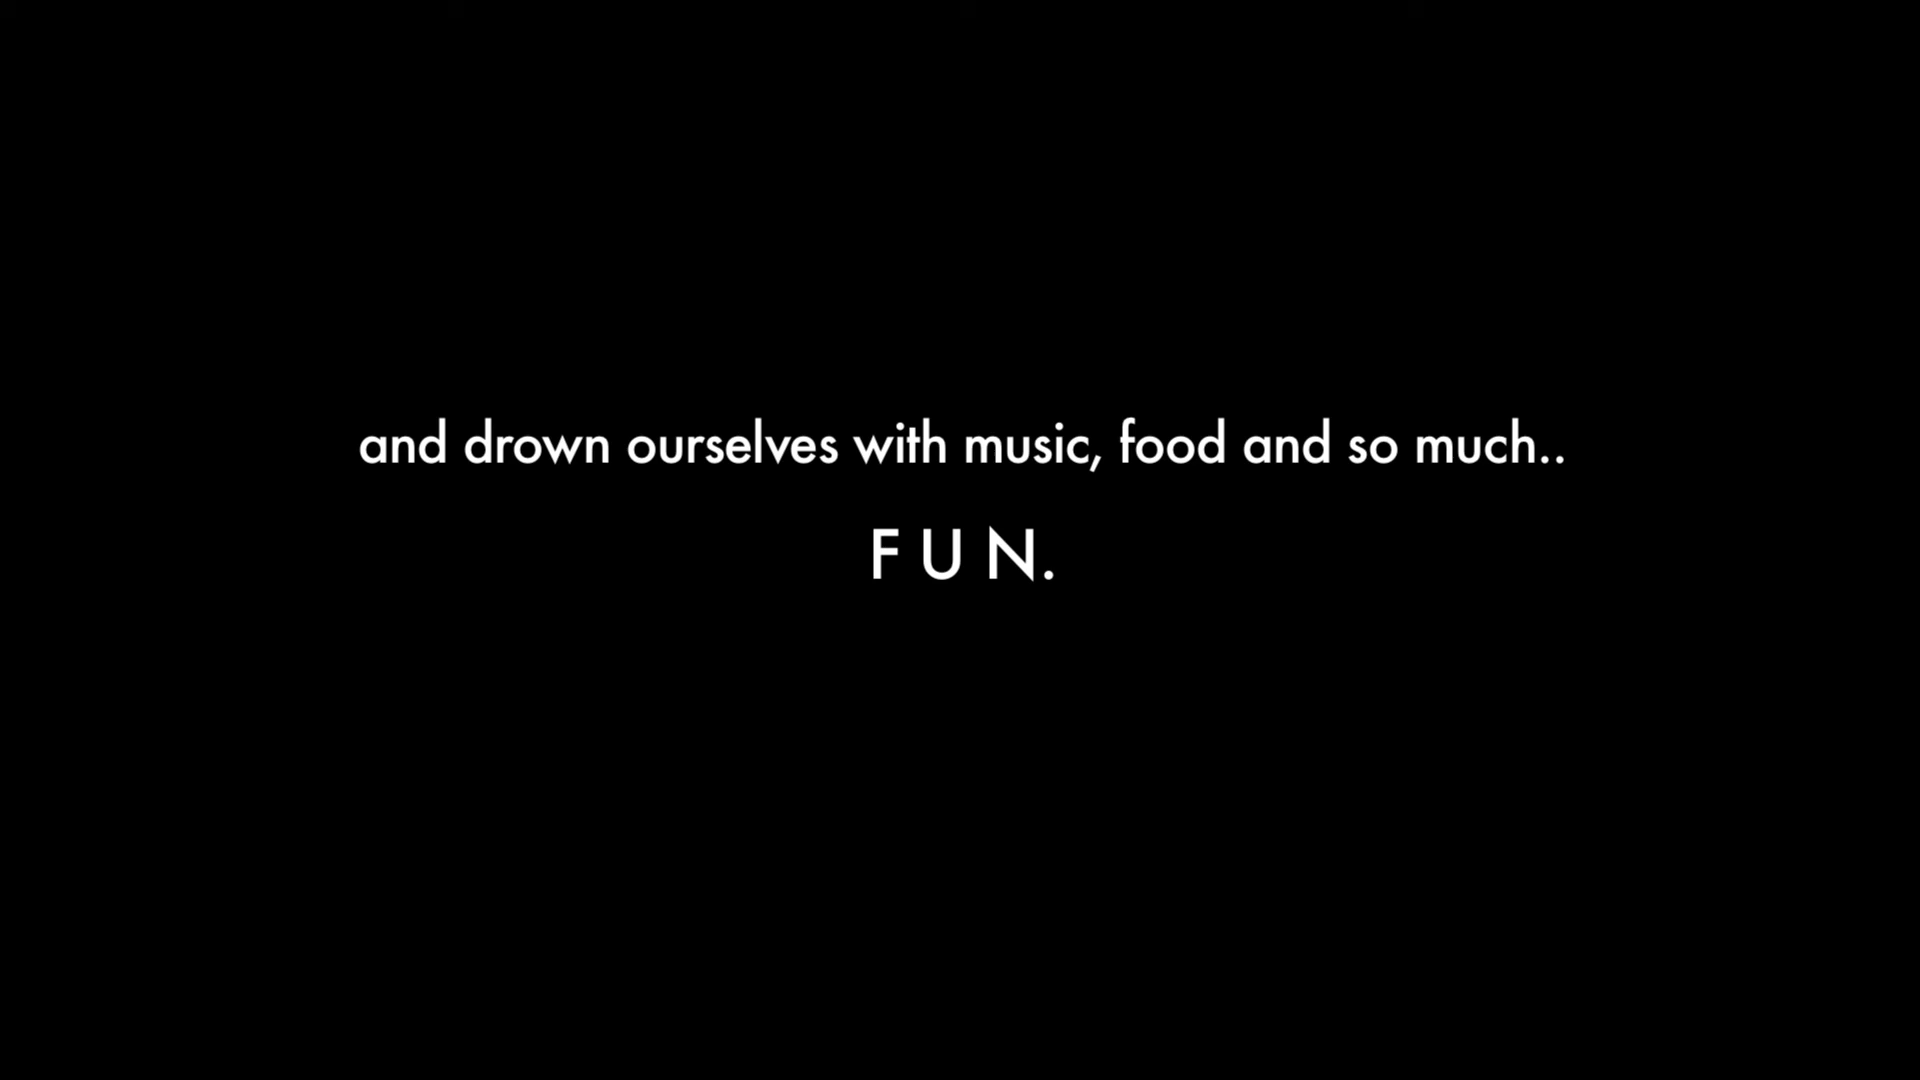 and drown ourselves with music, food and so much..
F U N.